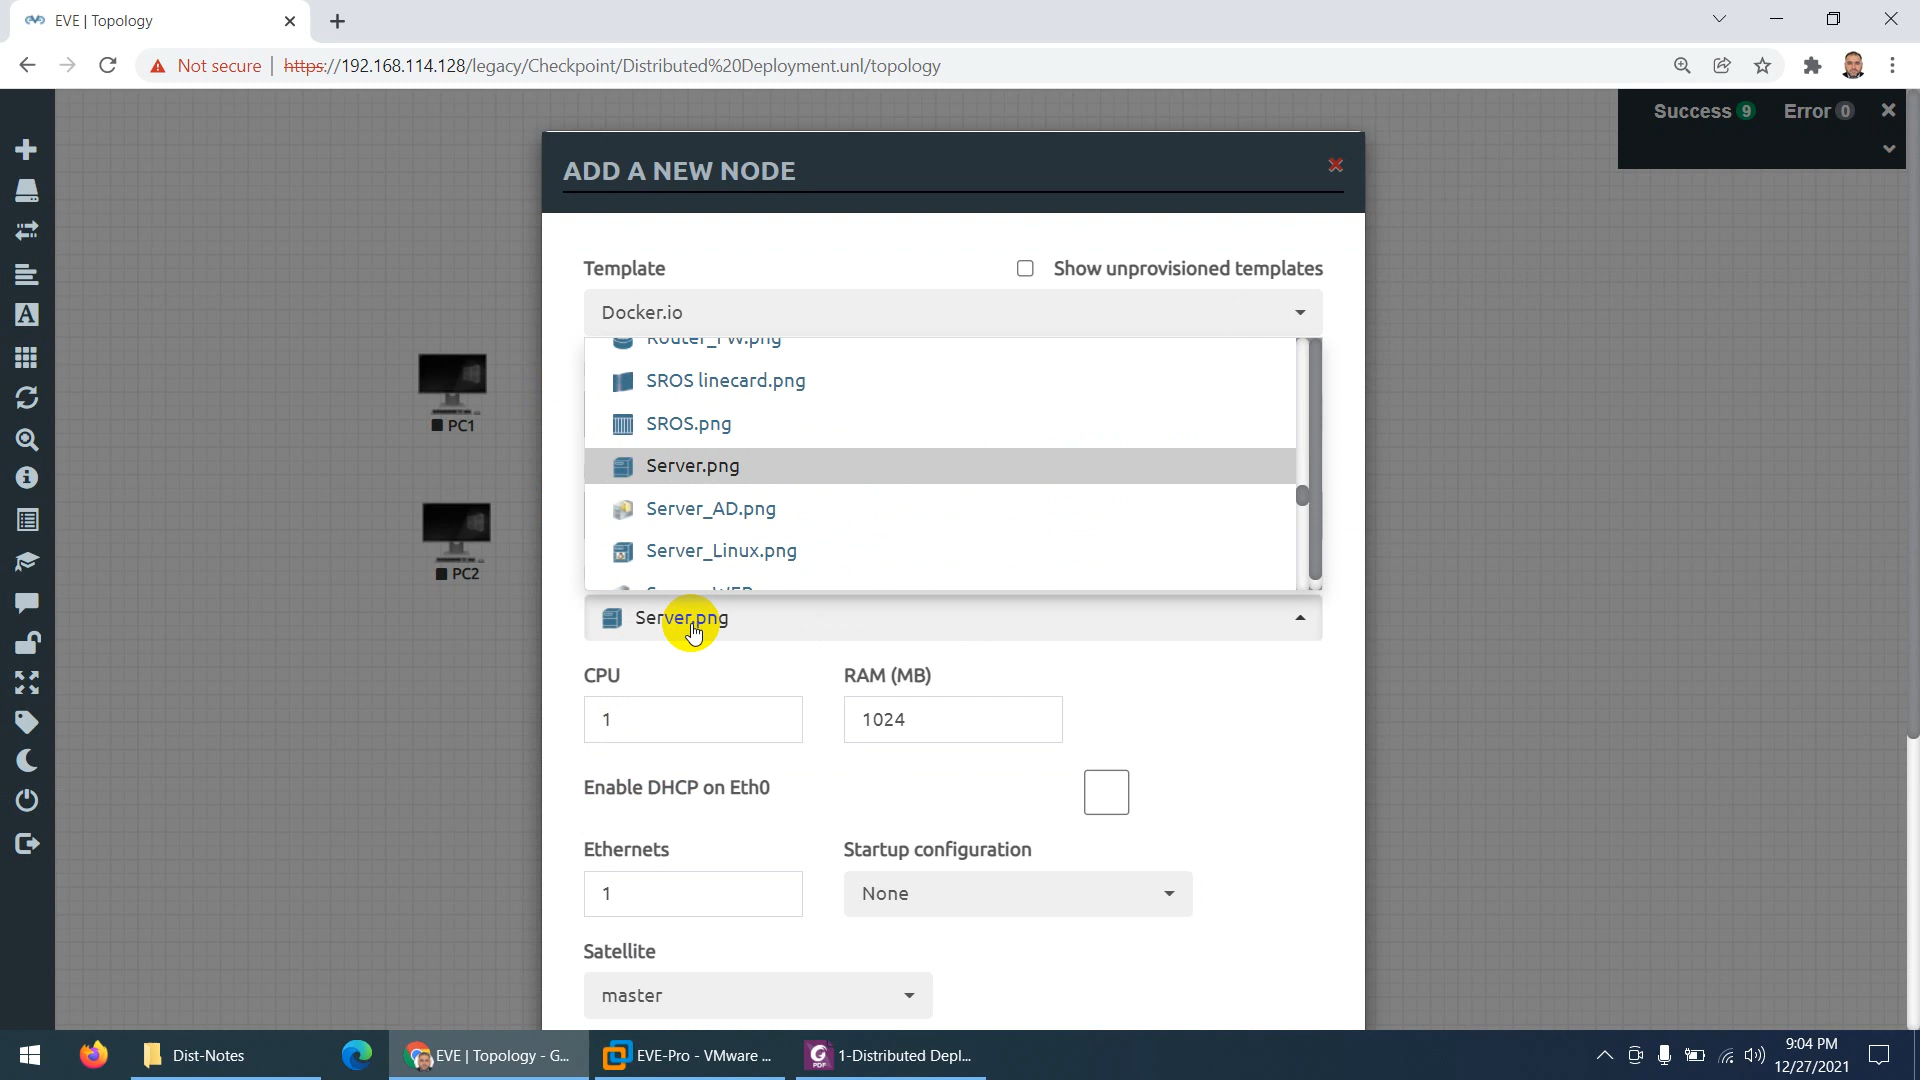 EVE | Topology
Not secure | https://192.168.114.128/legacy/Checkpoint/Distributed%20Deployment.unl/topology
Success 9 Error 0
ADD A NEW NODE
Template
Show unprovisioned templates
Docker.io
Router_FW.png
SROS linecard.png
SROS.png
Server.png
Server_AD.png
Server_Linux.png
Server.png
CPU
RAM (MB)
1
1024
Enable DHCP on Eth0
Ethernets
Startup configuration
1
None
Satellite
master
PC1
PC2
Dist-Notes
EVE | Topology - G...
EVE-Pro - VMware ...
1-Distributed Depl...
9:04 PM
12/27/2021